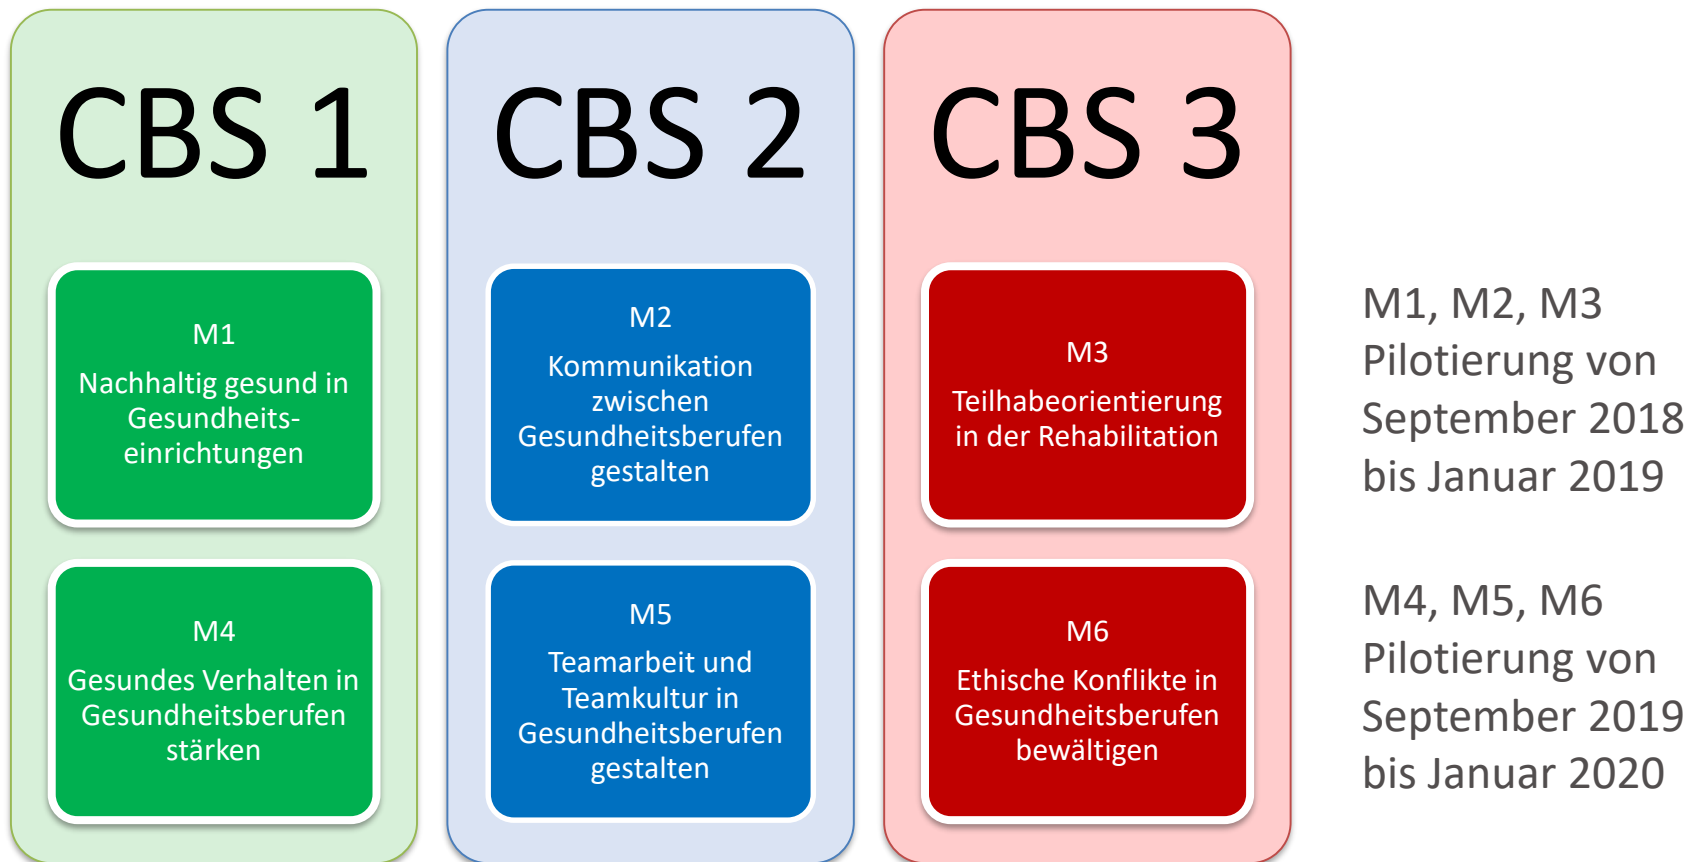 CBS 1
M1
Nachhaltig gesund in
Gesundheits-
einrichtungen
M4
Gesundes Verhalten in
Gesundheitsberufen
stärken
CBS 2
M2
Kommunikation
zwischen
Gesundheitsberufen
gestalten
M5
Teamarbeit und
Teamkultur in
Gesundheitsberufen
gestalten
CBS 3
M3
Teilhabeorientierung
in der Rehabilitation
M6
Ethische Konflikte in
Gesundheitsberufen
bewältigen
M1, M2, M3
Pilotierung von
September 2018
bis Januar 2019
M4, M5, M6
Pilotierung von
September 2019
bis Januar 2020